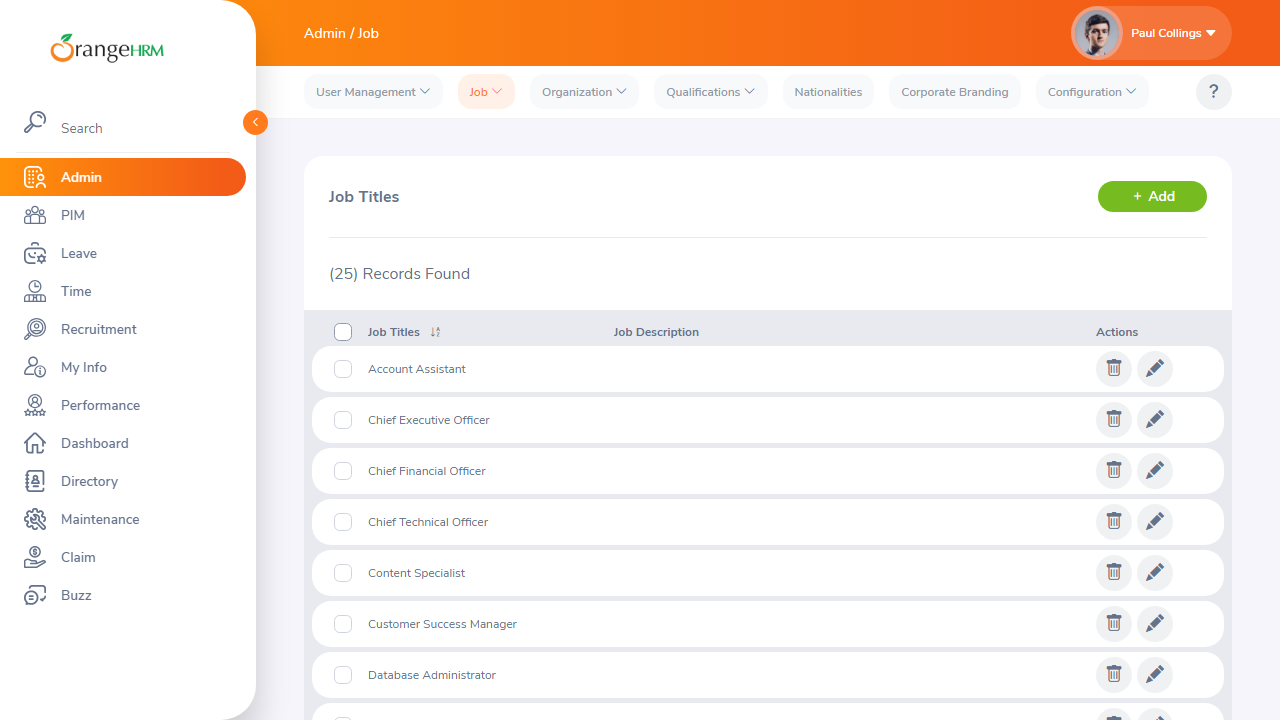 OrangeHRM
Search
Admin
PIM
Leave
Time
Recruitment
My Info
Performance
Dashboard
Directory
Maintenance
Claim
Buzz
Admin / Job
Paul Collings
User Management
Job
Organization
Qualifications
Nationalities
Corporate Branding
Configuration
?
Job Titles
+ Add
(25) Records Found
Job Titles Job Description Actions
Account Assistant
Chief Executive Officer
Chief Financial Officer
Chief Technical Officer
Content Specialist
Customer Success Manager
Database Administrator